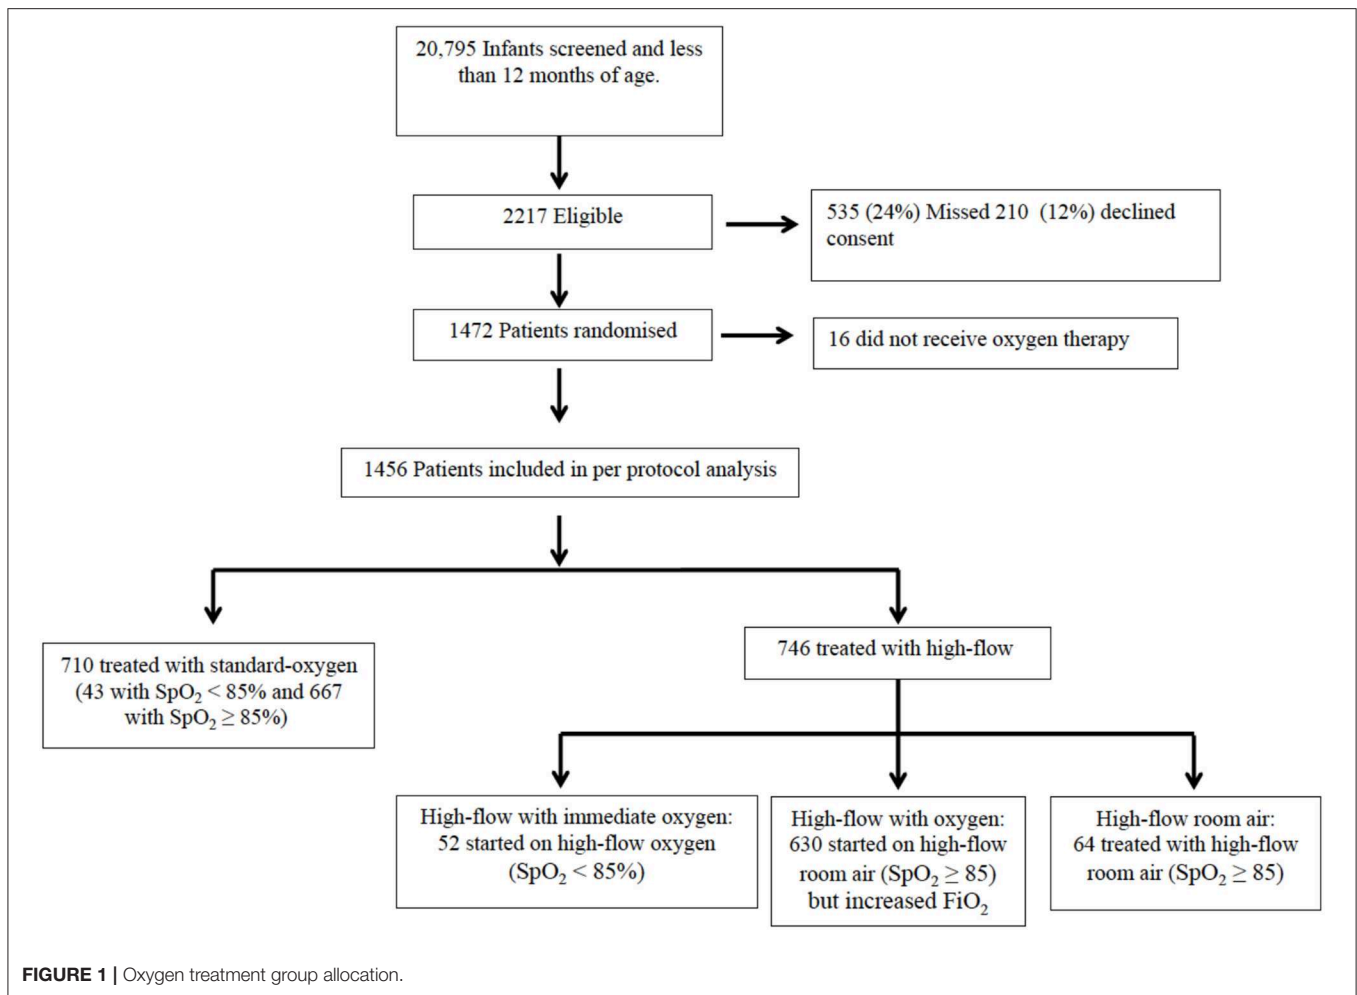 20,795 Infants screened and less
than 12 months of age.
2217 Eligible
535 (24%) Missed 210 (12%) declined
consent
1472 Patients randomised
16 did not receive oxygen therapy
1456 Patients included in per protocol analysis
710 treated with standard-oxygen
(43 with SpO₂ < 85% and 667
with SpO₂ ≥ 85%)
746 treated with high-flow
High-flow with immediate oxygen:
52 started on high-flow oxygen
(SpO₂ < 85%)
High-flow with oxygen:
630 started on high-flow
room air (SpO₂ ≥ 85)
but increased FiO₂
High-flow room air:
64 treated with high-flow
room air (SpO₂ ≥ 85)
FIGURE 1 | Oxygen treatment group allocation.